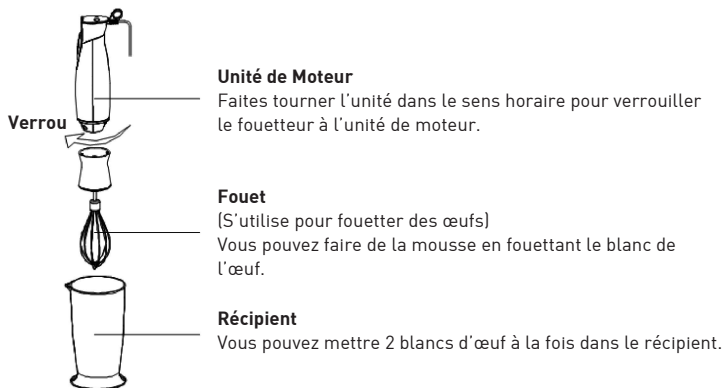 Unité de Moteur
Faites tourner l'unité dans le sens horaire pour verrouiller
le fouetteur à l'unité de moteur.
Verrou
Fouet
(S'utilise pour fouetter des œufs)
Vous pouvez faire de la mousse en fouettant le blanc de
l'œuf.
Récipient
Vous pouvez mettre 2 blancs d'œuf à la fois dans le récipient.